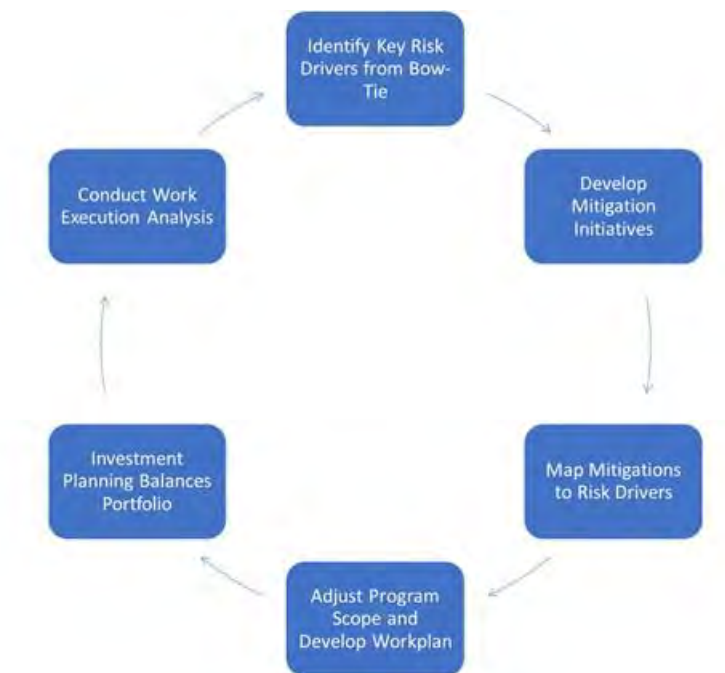 Identify Key Risk
Drivers from Bow-
Tie
Develop
Mitigation
Initiatives
Map Mitigations
to Risk Drivers
Adjust Program
Scope and
Develop Workplan
Investment
Planning Balances
Portfolio
Conduct Work
Execution Analysis